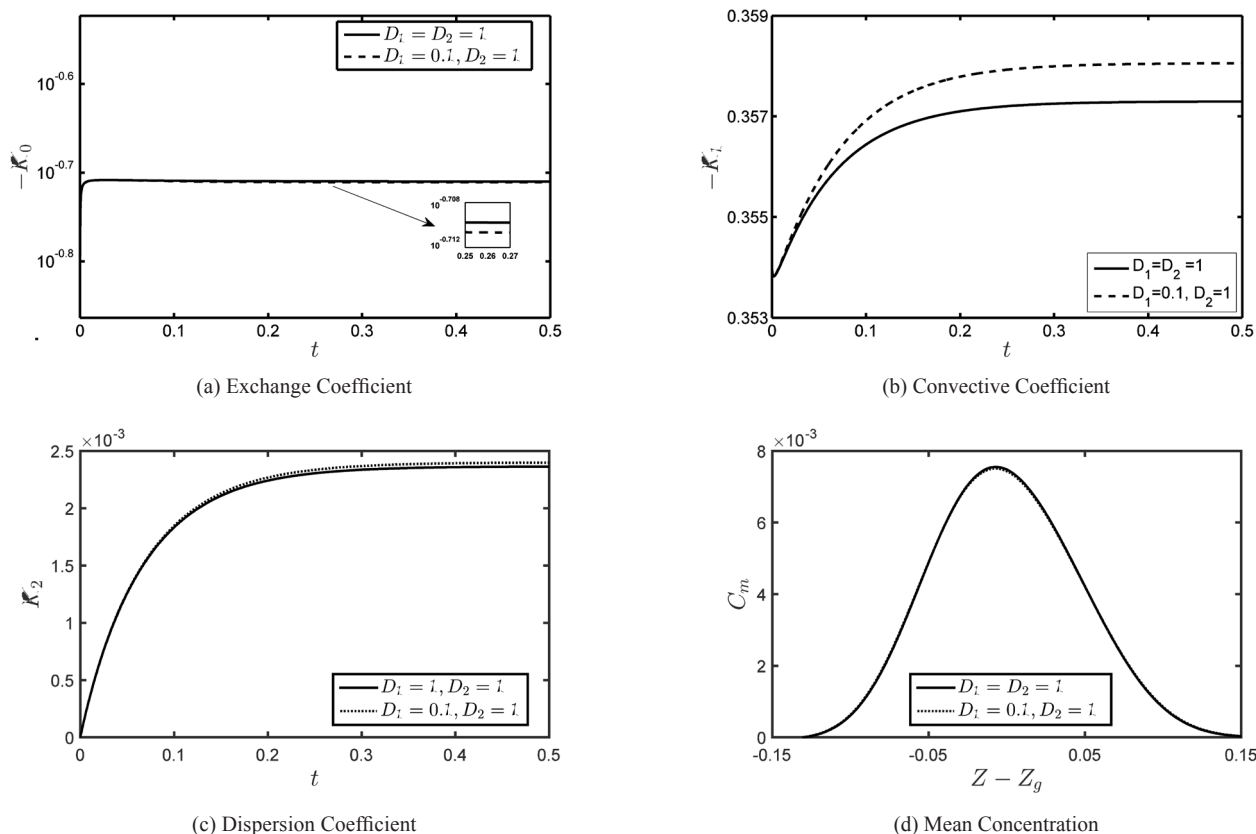 D₁ = D₂ = 1
D₁ = 0.1, D₂ = 1
10^-0.6
10^-0.7
10^-0.8
-K₀
10^-0.708
10^-0.712
0.25 0.26 0.27
0 0.1 0.2 0.3 0.4 0.5
t
(a) Exchange Coefficient
0.359
0.357
0.355
0.353
-K₁
D₁=D₂=1
D₁=0.1, D₂=1
0 0.1 0.2 0.3 0.4 0.5
t
(b) Convective Coefficient
×10^-3
2.5
2
1.5
1
0.5
0
K₂
D₁ = 1, D₂ = 1
D₁ = 0.1, D₂ = 1
0 0.1 0.2 0.3 0.4 0.5
t
(c) Dispersion Coefficient
×10^-3
8
6
4
2
0
C_m
D₁ = D₂ = 1
D₁ = 0.1, D₂ = 1
-0.15 -0.05 0.05 0.15
Z - Z_g
(d) Mean Concentration